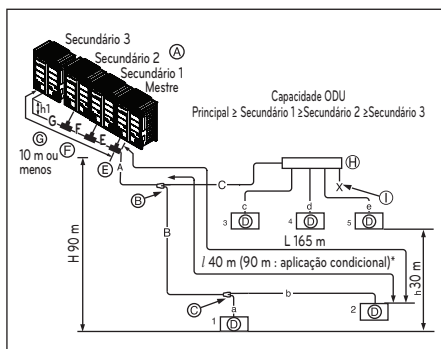 Secundário 3
Secundário 2
Secundário 1
Mestre
A
Capacidade ODU
Principal ≥ Secundário 1 ≥Secundário 2 ≥Secundário 3
h1
G
F
E
G
10 m ou
menos
F
E
A
B
C
H
I
X
c
d
e
3 D
4 D
5 D
L 165 m
l 40 m (90 m : aplicação condicional)*
H 90 m
h 30 m
B
b
C
a
1 D
2 D